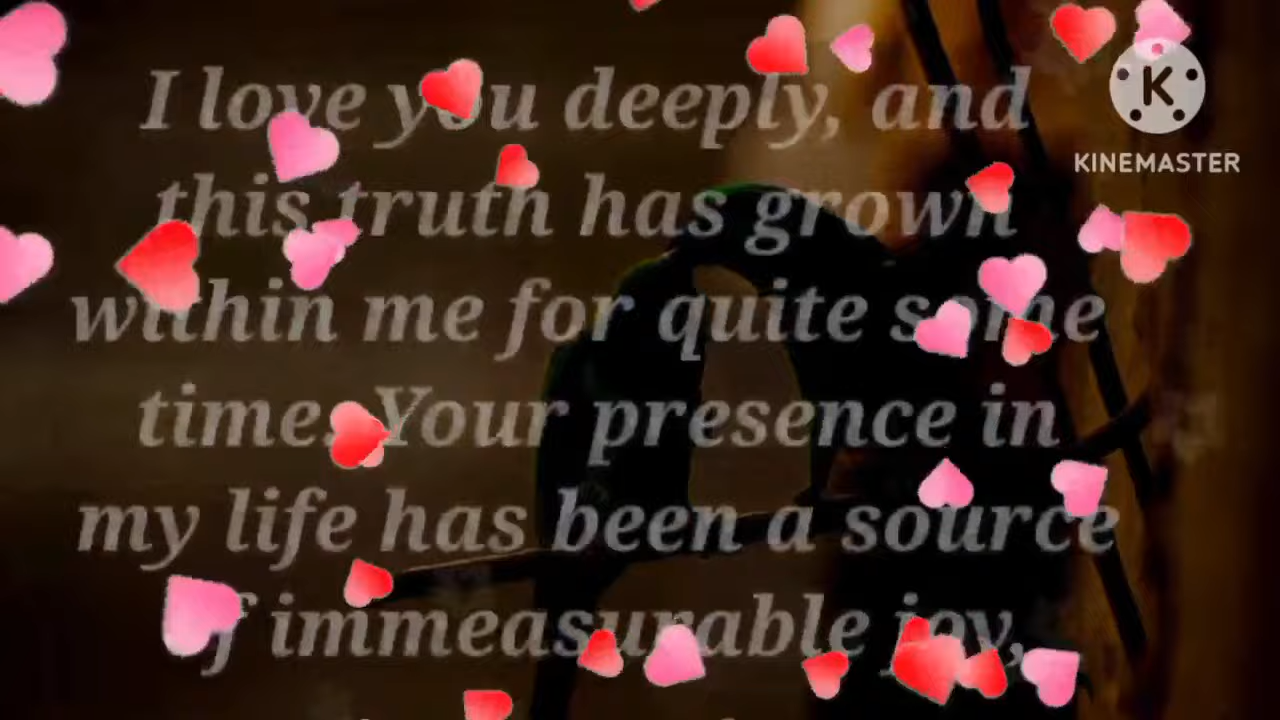 I love you deeply, and
this truth has grown
within me for quite some
time. Your presence in
my life has been a source
of immeasurable joy,
K
KINEMASTER